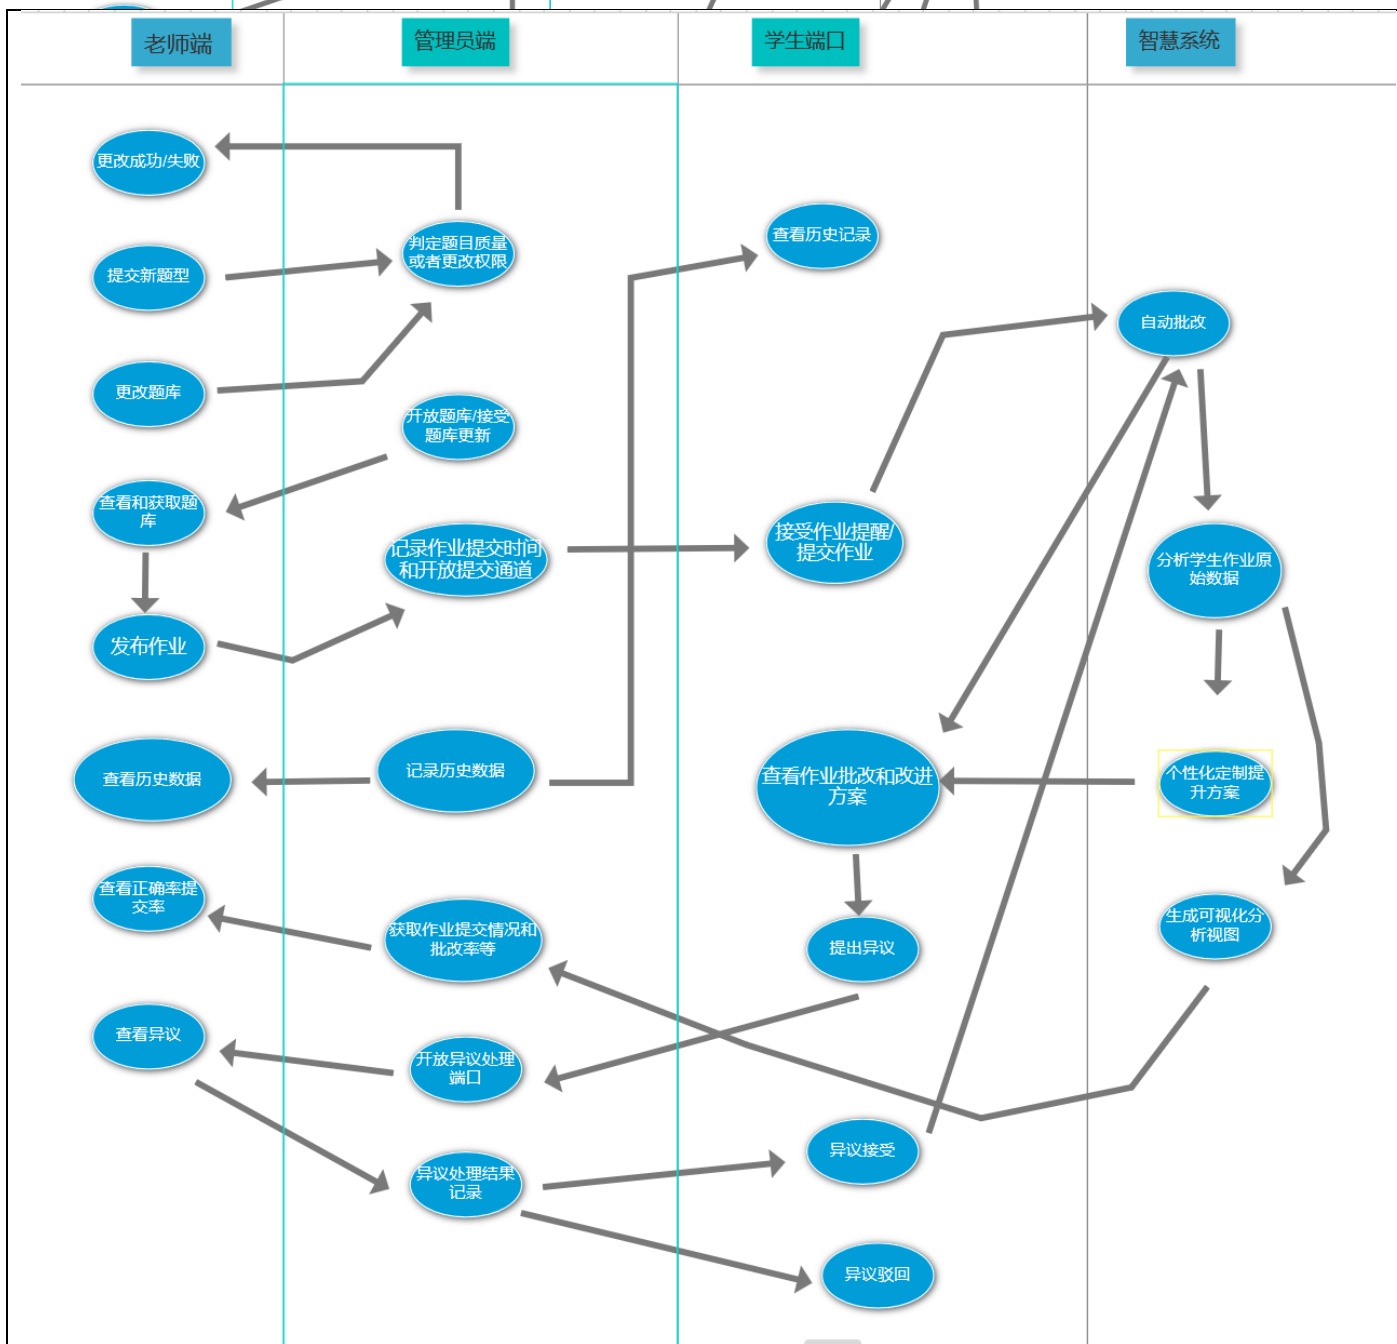 老师端
管理员端
学生端口
智慧系统
更改成功/失败
提交新题型
更改题库
查看和获取题
库
发布作业
查看历史数据
查看正确率提
交率
查看异议
判定题目质量
或者更改权限
开放题库/接受
题库更新
记录作业提交时间
和开放提交通道
记录历史数据
获取作业提交情况和
批改率等
开放异议处理
端口
异议处理结果
记录
查看历史记录
接受作业提醒/
提交作业
查看作业批改和改进
方案
提出异议
异议接受
异议驳回
自动批改
分析学生作业原
始数据
个性化定制提
升方案
生成可视化分
析视图